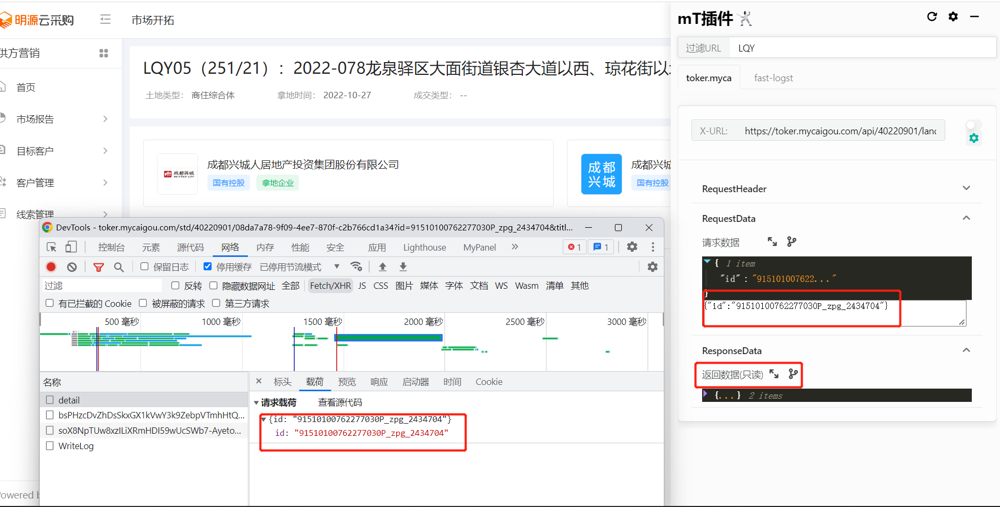 明源云采购
市场开拓
供方营销
首页
市场报告
目标客户
客户管理
线索管理
LQY05（251/21）：2022-078龙泉驿区大面街道银杏大道以西、琼花街以
土地类型： 商住综合体 拿地时间： 2022-10-27 成交类型： --
成都兴城
BETTER CITY
成都兴城人居地产投资集团股份有限公司
国有控股 拿地企业
成都
兴城
成都兴城
国有控股
DevTools - toker.mycaigou.com/std/40220901/08da7a78-9f09-4ee7-870f-c2b766cd1a34?id=91510100762277030P_zpg_2434704&titl...
控制台 元素 源代码 网络 内存 性能 安全 应用 Lighthouse MyPanel 1 1
保留日志 停用缓存 已停用节流模式
过滤 反转 隐藏数据网址 全部 Fetch/XHR JS CSS 图片 媒体 字体 文档 WS Wasm 清单 其他
有已拦截的 Cookie 被屏蔽的请求 第三方请求
500 毫秒 1000 毫秒 1500 毫秒 2000 毫秒 2500 毫秒 3000 毫秒
名称
detail
bsPHzcDvZhDsSkxGX1kVwY3k9ZebpVTmhHtQ...
soX8NpTUw8xzILiXRmHDI59wUcSWb7-Ayeto...
WriteLog
标头 载荷 预览 响应 启动器 时间 Cookie
请求载荷 查看源代码
{id: "91510100762277030P_zpg_2434704"}
id: "91510100762277030P_zpg_2434704"
Powered
mT插件
过滤URL LQY
toker.myca fast-logst
X-URL: https://toker.mycaigou.com/api/40220901/lan
RequestHeader
RequestData
请求数据
{ 1 item
"id" : "915101007622..."
}
{"id":"91510100762277030P_zpg_2434704"}
ResponseData
返回数据(只读)
{...} 2 items